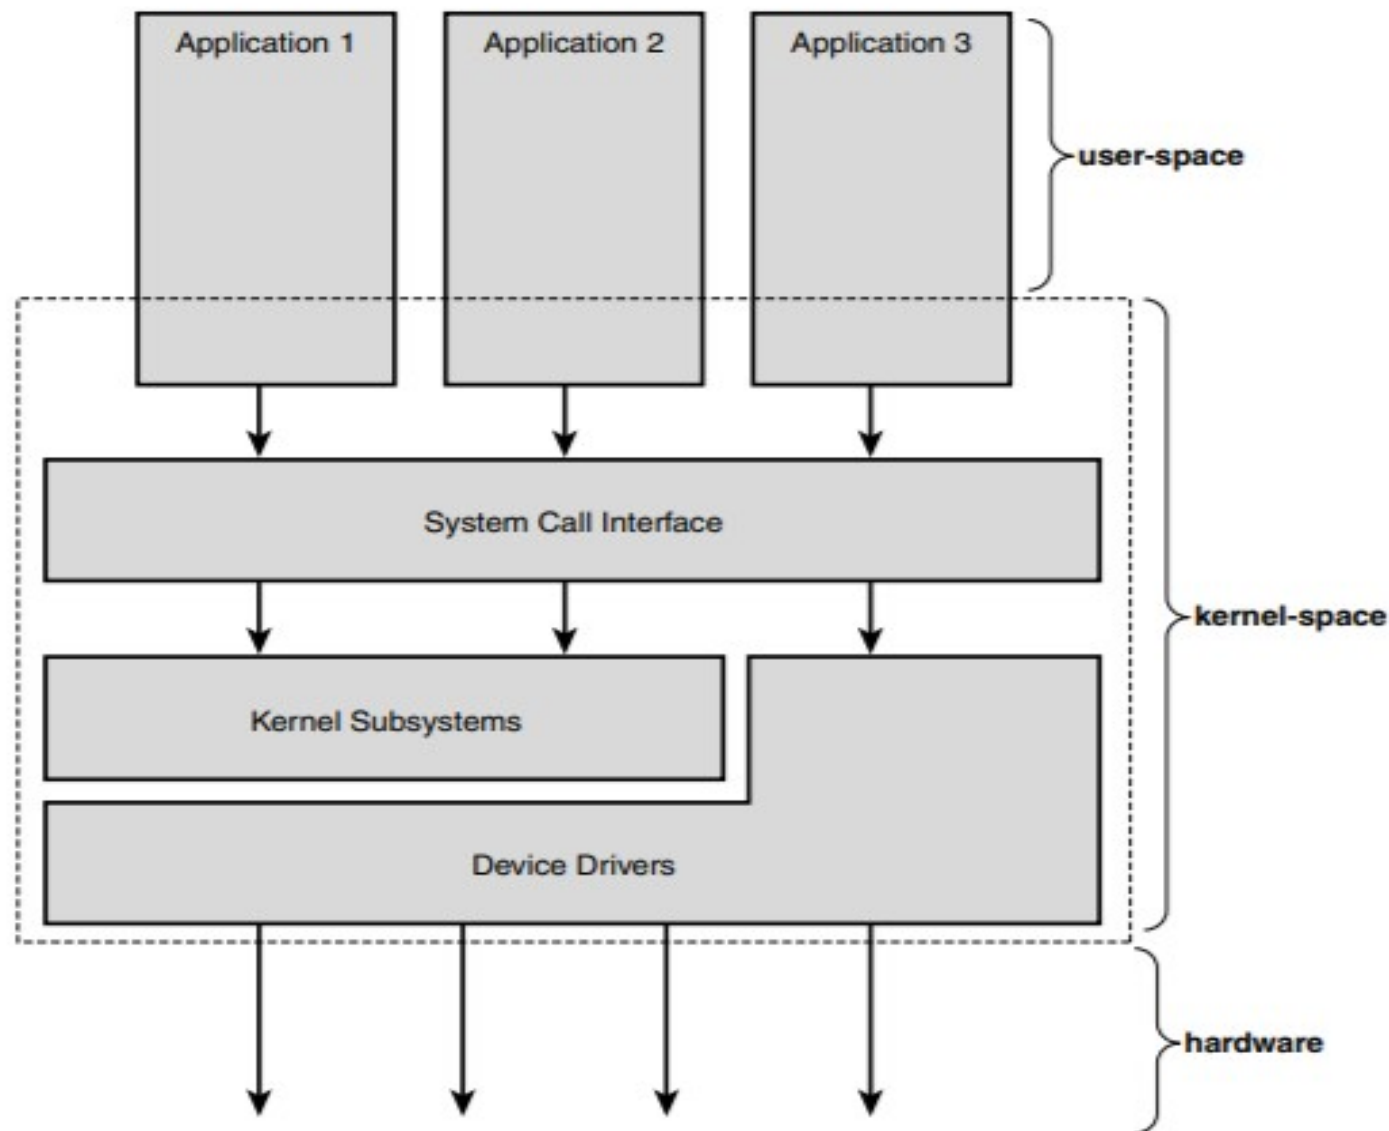 Application 1
Application 2
Application 3
user-space
System Call Interface
kernel-space
Kernel Subsystems
Device Drivers
hardware